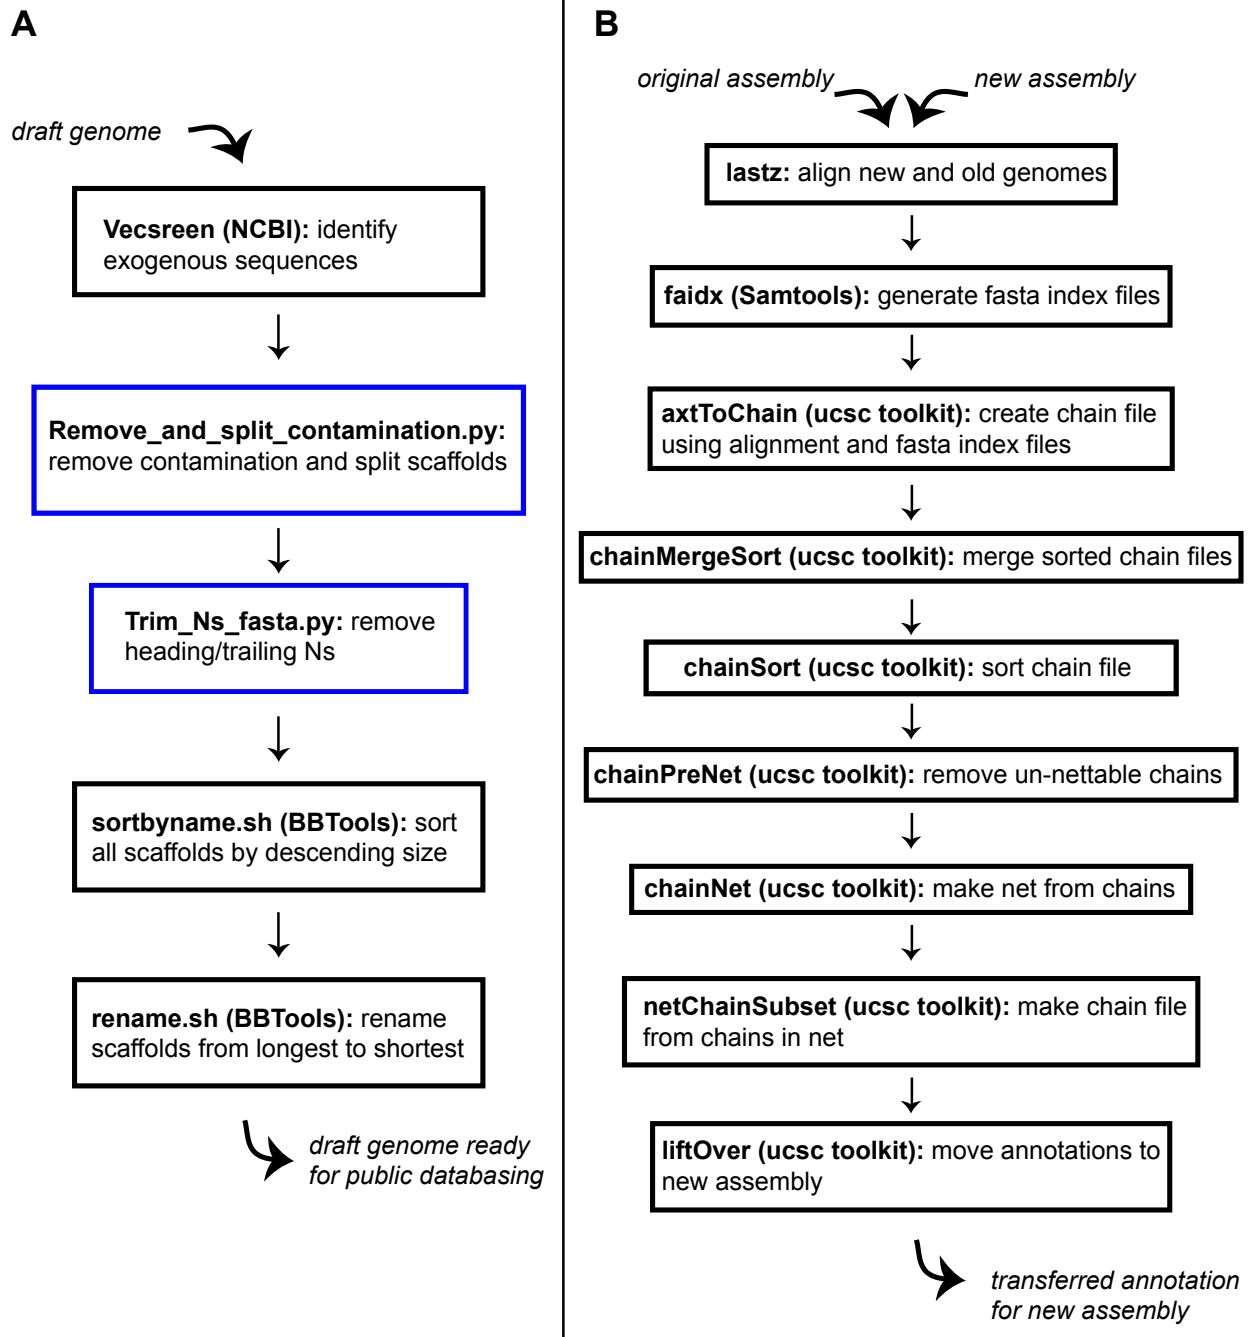 A
draft genome
Vecsreen (NCBI): identify
exogenous sequences
Remove_and_split_contamination.py:
remove contamination and split scaffolds
Trim_Ns_fasta.py: remove
heading/trailing Ns
sortbyname.sh (BBTools): sort
all scaffolds by descending size
rename.sh (BBTools): rename
scaffolds from longest to shortest
draft genome ready
for public databasing
B
original assembly
new assembly
lastz: align new and old genomes
faidx (Samtools): generate fasta index files
axtToChain (ucsc toolkit): create chain file
using alignment and fasta index files
chainMergeSort (ucsc toolkit): merge sorted chain files
chainSort (ucsc toolkit): sort chain file
chainPreNet (ucsc toolkit): remove un-nettable chains
chainNet (ucsc toolkit): make net from chains
netChainSubset (ucsc toolkit): make chain file
from chains in net
liftOver (ucsc toolkit): move annotations to
new assembly
transferred annotation
for new assembly